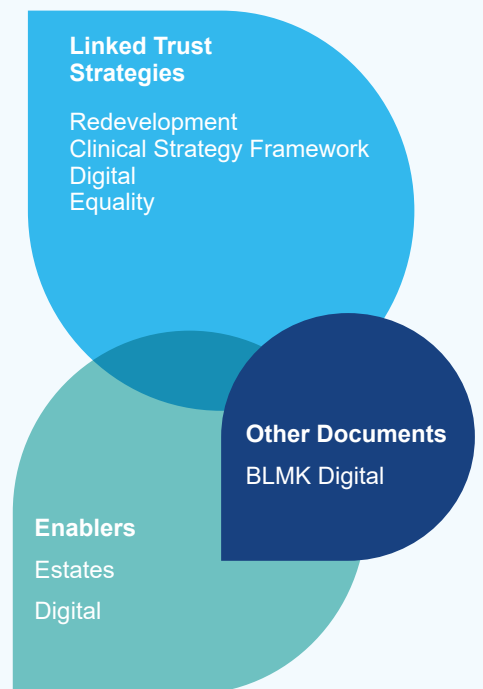 Linked Trust
Strategies
Redevelopment
Clinical Strategy Framework
Digital
Equality
Other Documents
BLMK Digital
Enablers
Estates
Digital